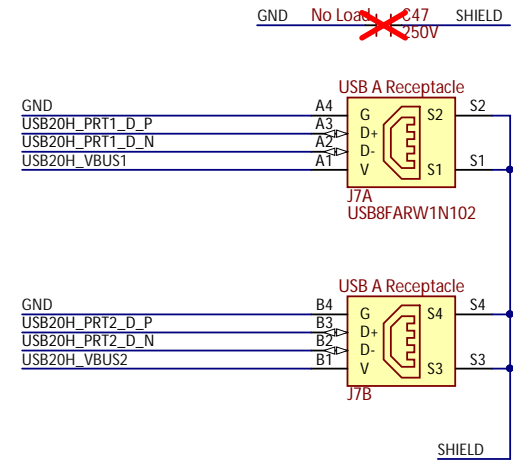 GND No Load C47 SHIELD
250V
USB A Receptacle
GND A4 G S2 S2
USB20H_PRT1_D_P A3 D+
USB20H_PRT1_D_N A2 D-
USB20H_VBUS1 A1 V S1 S1
J7A
USB8FARW1N102
USB A Receptacle
GND B4 G S4 S4
USB20H_PRT2_D_P B3 D+
USB20H_PRT2_D_N B2 D-
USB20H_VBUS2 B1 V S3 S3
J7B
SHIELD